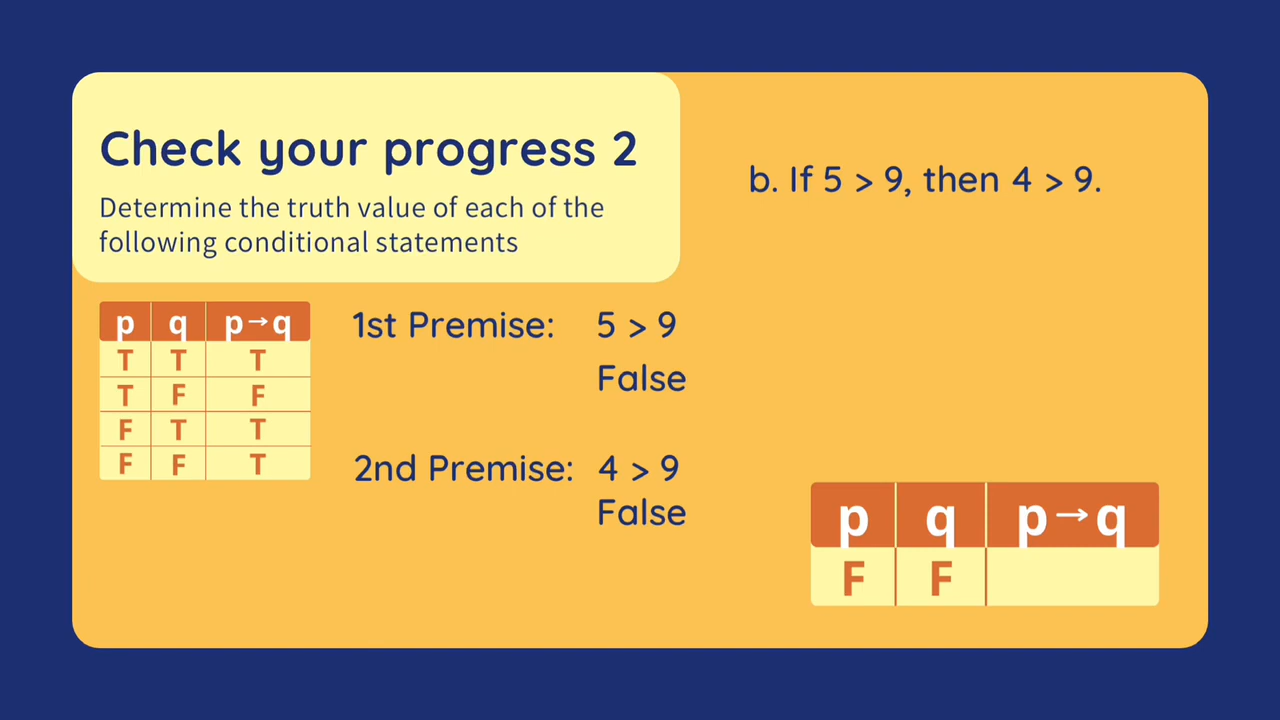 Check your progress 2
Determine the truth value of each of the
following conditional statements
b. If 5 > 9, then 4 > 9.
p q p→q
T T T
T F F
F T T
F F T
1st Premise: 5 > 9
False
2nd Premise: 4 > 9
False
p q p→q
F F